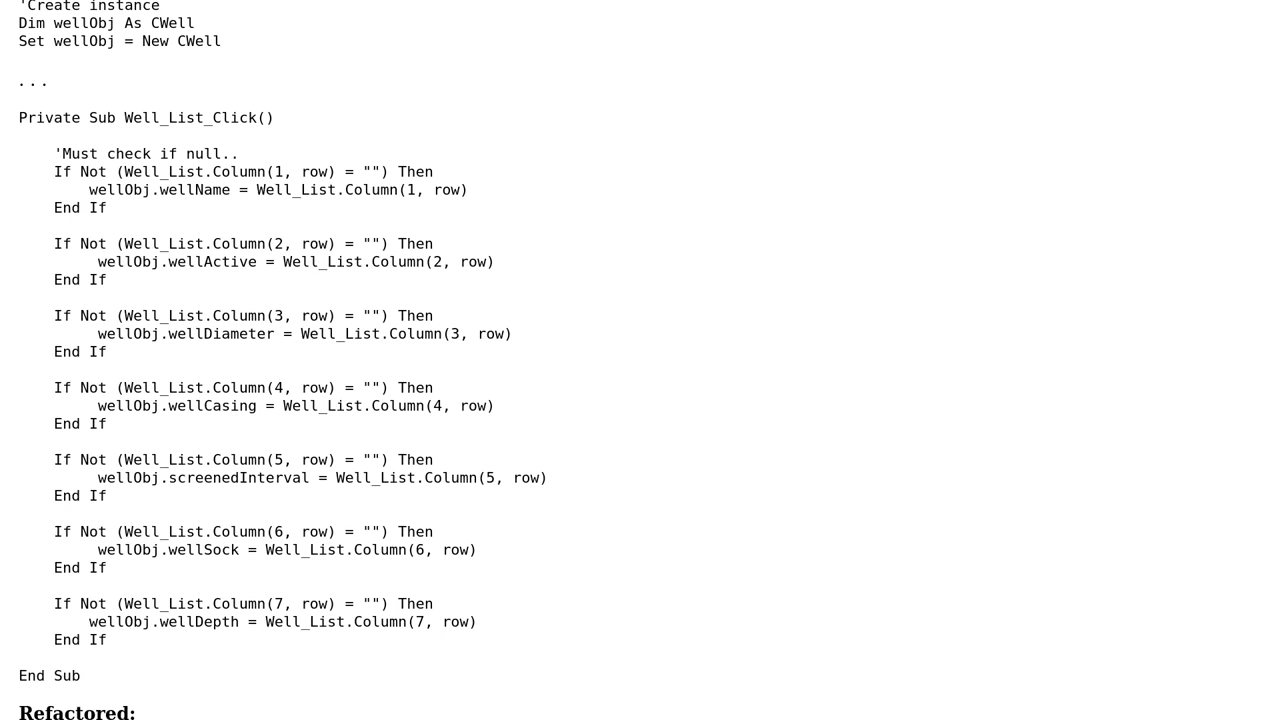 'Create instance
Dim wellObj As CWell
Set wellObj = New CWell
...
Private Sub Well_List_Click()
'Must check if null..
If Not (Well_List.Column(1, row) = "") Then
wellObj.wellName = Well_List.Column(1, row)
End If
If Not (Well_List.Column(2, row) = "") Then
wellObj.wellActive = Well_List.Column(2, row)
End If
If Not (Well_List.Column(3, row) = "") Then
wellObj.wellDiameter = Well_List.Column(3, row)
End If
If Not (Well_List.Column(4, row) = "") Then
wellObj.wellCasing = Well_List.Column(4, row)
End If
If Not (Well_List.Column(5, row) = "") Then
wellObj.screenedInterval = Well_List.Column(5, row)
End If
If Not (Well_List.Column(6, row) = "") Then
wellObj.wellSock = Well_List.Column(6, row)
End If
If Not (Well_List.Column(7, row) = "") Then
wellObj.wellDepth = Well_List.Column(7, row)
End If
End Sub
Refactored: